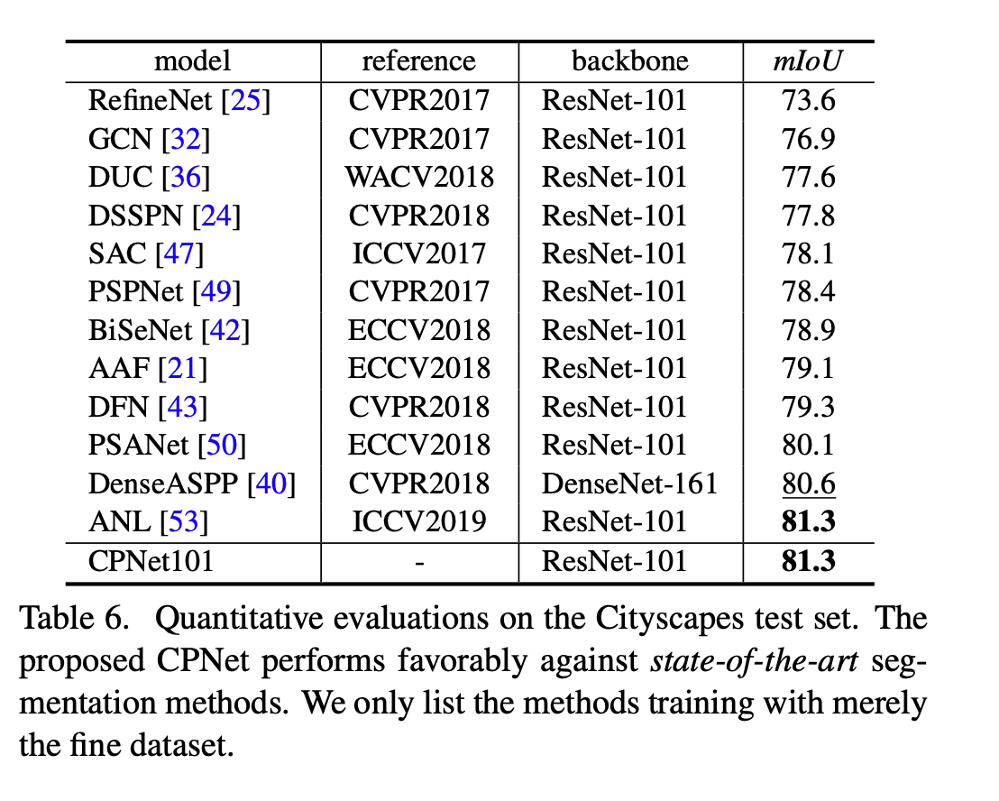 model reference backbone mIoU
RefineNet [25] CVPR2017 ResNet-101 73.6
GCN [32] CVPR2017 ResNet-101 76.9
DUC [36] WACV2018 ResNet-101 77.6
DSSPN [24] CVPR2018 ResNet-101 77.8
SAC [47] ICCV2017 ResNet-101 78.1
PSPNet [49] CVPR2017 ResNet-101 78.4
BiSeNet [42] ECCV2018 ResNet-101 78.9
AAF [21] ECCV2018 ResNet-101 79.1
DFN [43] CVPR2018 ResNet-101 79.3
PSANet [50] ECCV2018 ResNet-101 80.1
DenseASPP [40] CVPR2018 DenseNet-161 80.6
ANL [53] ICCV2019 ResNet-101 81.3
CPNet101 - ResNet-101 81.3
Table 6. Quantitative evaluations on the Cityscapes test set. The
proposed CPNet performs favorably against state-of-the-art seg-
mentation methods. We only list the methods training with merely
the fine dataset.